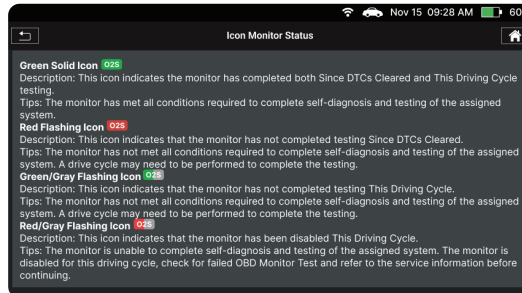 Nov 15 09:28 AM 60
Icon Monitor Status
Green Solid Icon O2S
Description: This icon indicates the monitor has completed both Since DTCs Cleared and This Driving Cycle
testing.
Tips: The monitor has met all conditions required to complete self-diagnosis and testing of the assigned
system.
Red Flashing Icon O2S
Description: This icon indicates that the monitor has not completed testing Since DTCs Cleared.
Tips: The monitor has not met all conditions required to complete self-diagnosis and testing of the assigned
system. A drive cycle may need to be performed to complete the testing.
Green/Gray Flashing Icon O2S
Description: This icon indicates that the monitor has not completed testing This Driving Cycle.
Tips: The monitor has not met all conditions required to complete self-diagnosis and testing of the assigned
system. A drive cycle may need to be performed to complete the testing.
Red/Gray Flashing Icon O2S
Description: This icon indicates that the monitor has been disabled This Driving Cycle.
Tips: The monitor is unable to complete self-diagnosis and testing of the assigned system. The monitor is
disabled for this driving cycle, check for failed OBD Monitor Test and refer to the service information before
continuing.